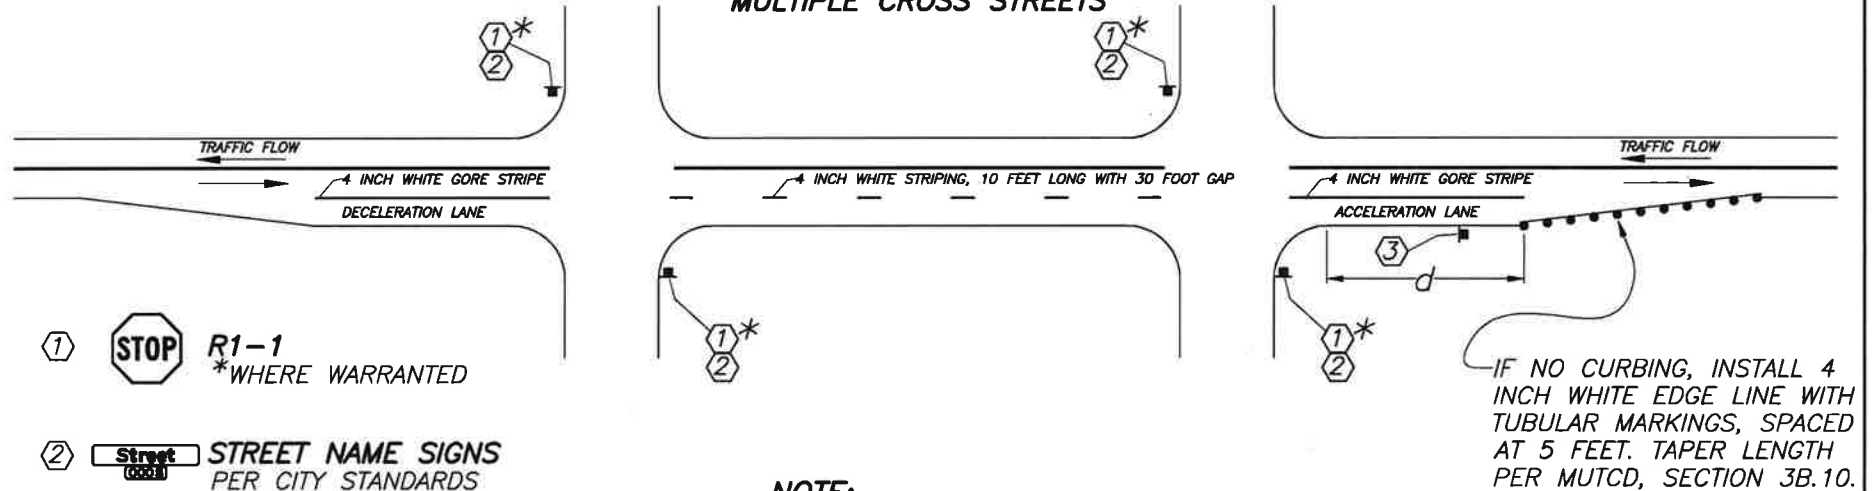 MULTIPLE CROSS STREETS
1*
2
1*
2
TRAFFIC FLOW
TRAFFIC FLOW
4 INCH WHITE GORE STRIPE
4 INCH WHITE STRIPING, 10 FEET LONG WITH 30 FOOT GAP
4 INCH WHITE GORE STRIPE
DECELERATION LANE
ACCELERATION LANE
3
d
1*
2
1*
2
1
STOP
R1-1
*WHERE WARRANTED
IF NO CURBING, INSTALL 4
INCH WHITE EDGE LINE WITH
TUBULAR MARKINGS, SPACED
AT 5 FEET. TAPER LENGTH
PER MUTCD, SECTION 3B.10.
2
Street
STREET NAME SIGNS
PER CITY STANDARDS
NOTE: